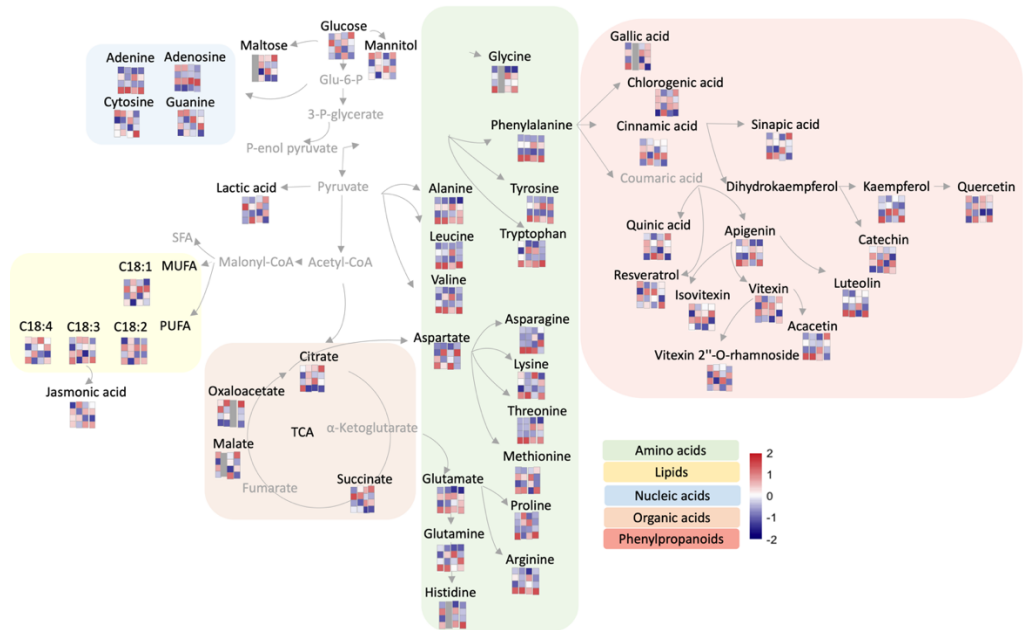 Glucose
Maltose
Mannitol
Adenine
Adenosine
Cytosine
Guanine
Glu-6-P
3-P-glycerate
P-enol pyruvate
Lactic acid
Pyruvate
SFA
Malonyl-CoA
Acetyl-CoA
C18:1
MUFA
C18:4
C18:3
C18:2
PUFA
Jasmonic acid
Citrate
Oxaloacetate
TCA
α-Ketoglutarate
Malate
Fumarate
Succinate
Glycine
Phenylalanine
Alanine
Tyrosine
Leucine
Tryptophan
Valine
Aspartate
Asparagine
Lysine
Threonine
Methionine
Glutamate
Proline
Glutamine
Arginine
Histidine
Gallic acid
Chlorogenic acid
Cinnamic acid
Sinapic acid
Coumaric acid
Dihydrokaempferol
Kaempferol
Quercetin
Quinic acid
Apigenin
Catechin
Resveratrol
Isovitexin
Vitexin
Luteolin
Acacetin
Vitexin 2''-O-rhamnoside
Amino acids
Lipids
Nucleic acids
Organic acids
Phenylpropanoids
2
1
0
-1
-2